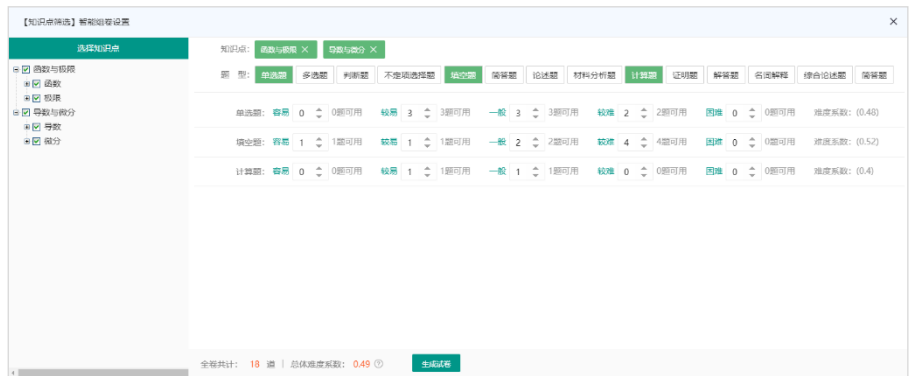 【知识点筛选】智能组卷设置
选择知识点
函数与极限
函数
极限
导数与微分
导数
微分
知识点： 函数与极限 × 导数与微分 ×
题 型： 单选题 多选题 判断题 不定项选择题 填空题 简答题 论述题 材料分析题 计算题 证明题 解答题 名词解释 综合论述题 简答题
单选题： 容易 0 0题可用 较易 3 3题可用 一般 3 3题可用 较难 2 2题可用 困难 0 0题可用 难度系数：(0.48)
填空题： 容易 1 1题可用 较易 1 1题可用 一般 2 2题可用 较难 4 4题可用 困难 0 0题可用 难度系数：(0.52)
计算题： 容易 0 0题可用 较易 1 1题可用 一般 1 1题可用 较难 0 0题可用 困难 0 0题可用 难度系数：(0.4)
全卷共计： 18 道 | 总体难度系数： 0.49 生成试卷